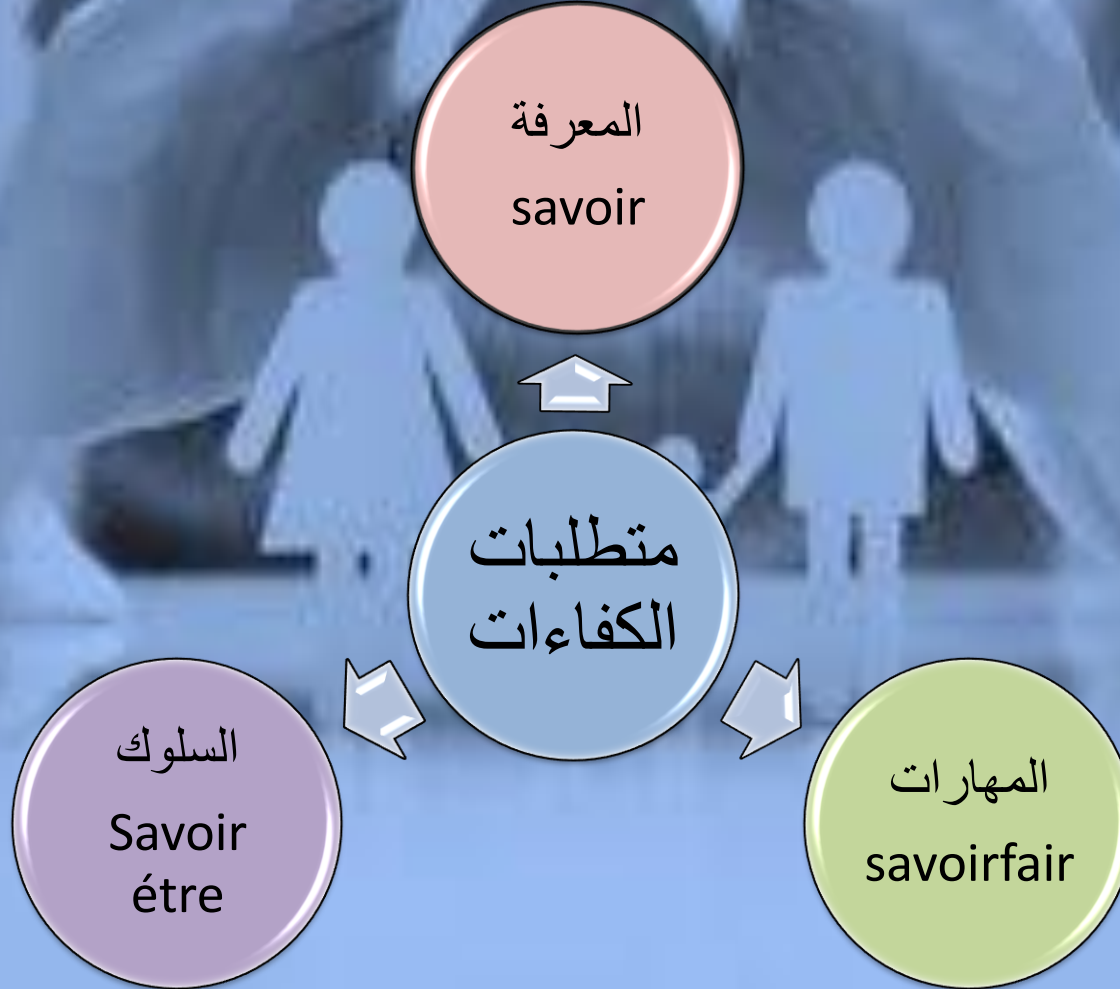 المعرفة
savoir
متطلبات
الكفاءات
السلوك
Savoir
étre
المهارات
savoirfair